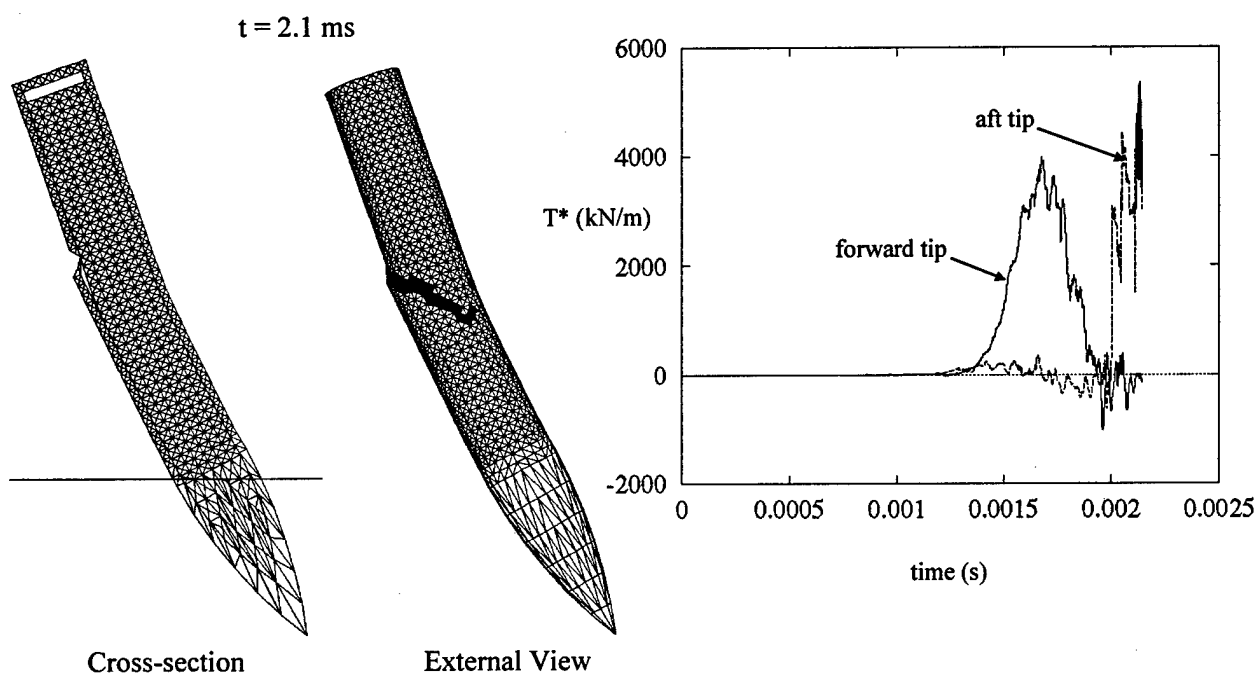 t = 2.1 ms
Cross-section
External View
6000
4000
2000
0
-2000
T* (kN/m)
aft tip
forward tip
0 0.0005 0.001 0.0015 0.002 0.0025
time (s)